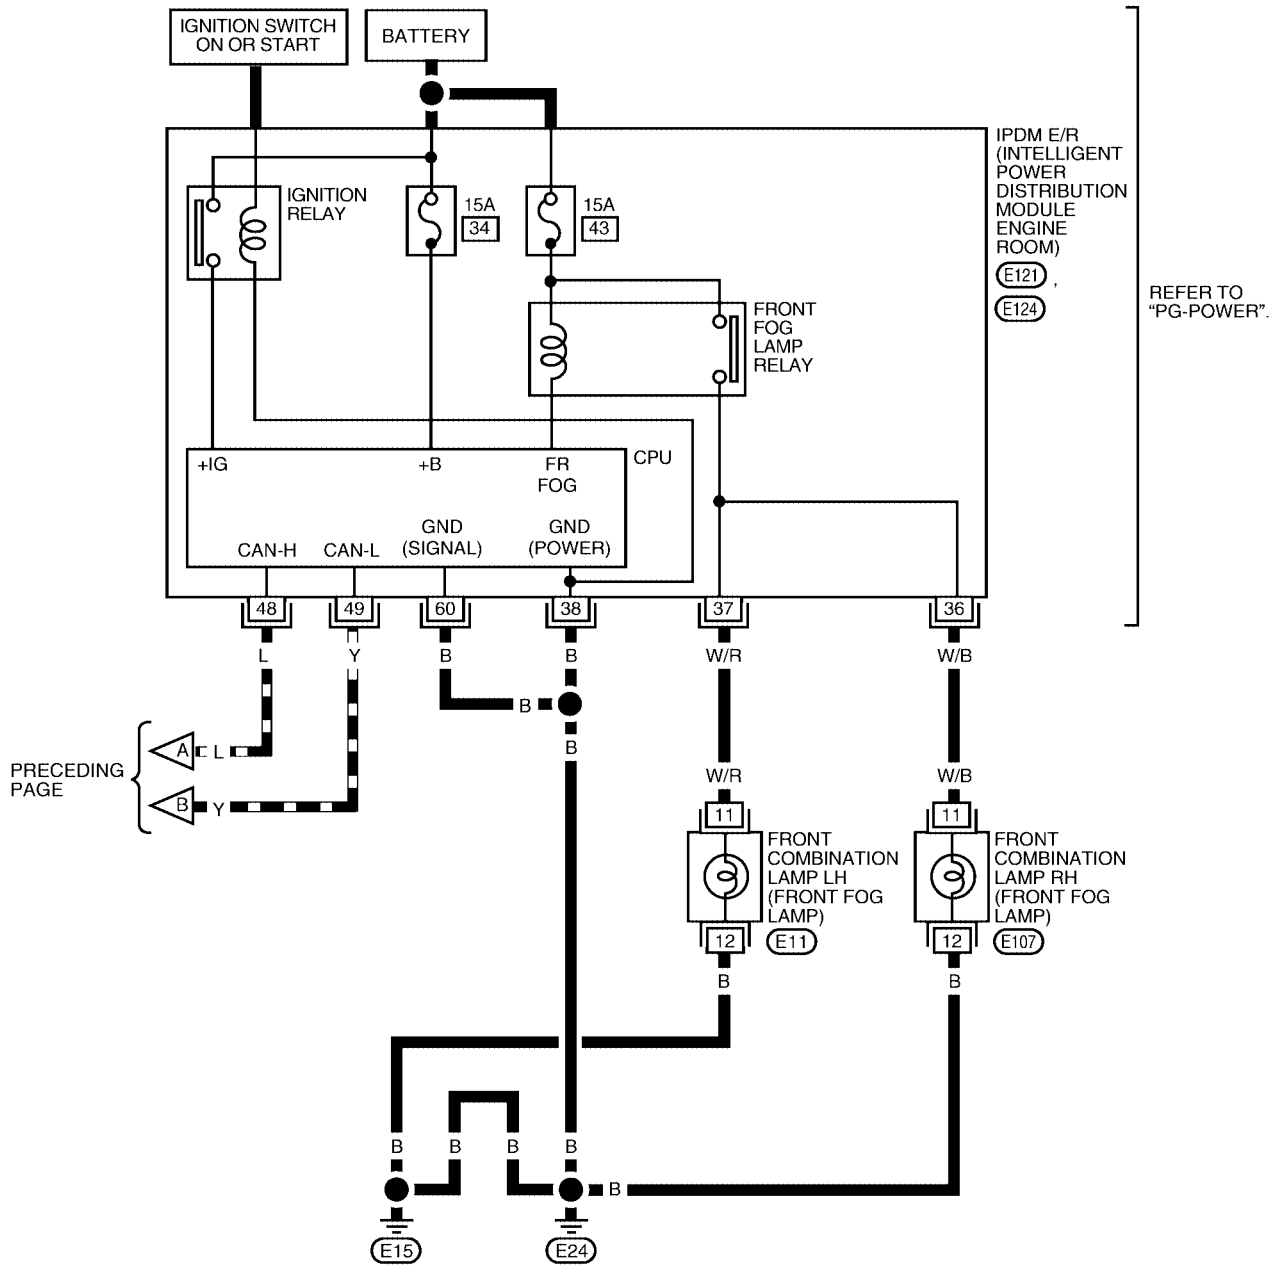 IGNITION SWITCH
ON OR START
BATTERY
IPDM E/R
(INTELLIGENT
POWER
DISTRIBUTION
MODULE
ENGINE
ROOM)
E121 ,
E124
REFER TO
“PG-POWER”.
IGNITION
RELAY
15A
34
15A
43
FRONT
FOG
LAMP
RELAY
+IG
+B
FR
FOG
CPU
CAN-H
CAN-L
GND
(SIGNAL)
GND
(POWER)
48
49
60
38
37
36
L
Y
B
B
W/R
W/B
B
B
PRECEDING
PAGE
A
L
B
Y
W/R
W/B
11
11
FRONT
COMBINATION
LAMP LH
(FRONT FOG
LAMP)
E11
FRONT
COMBINATION
LAMP RH
(FRONT FOG
LAMP)
E107
12
12
B
B
B
B
B
B
B
E15
E24